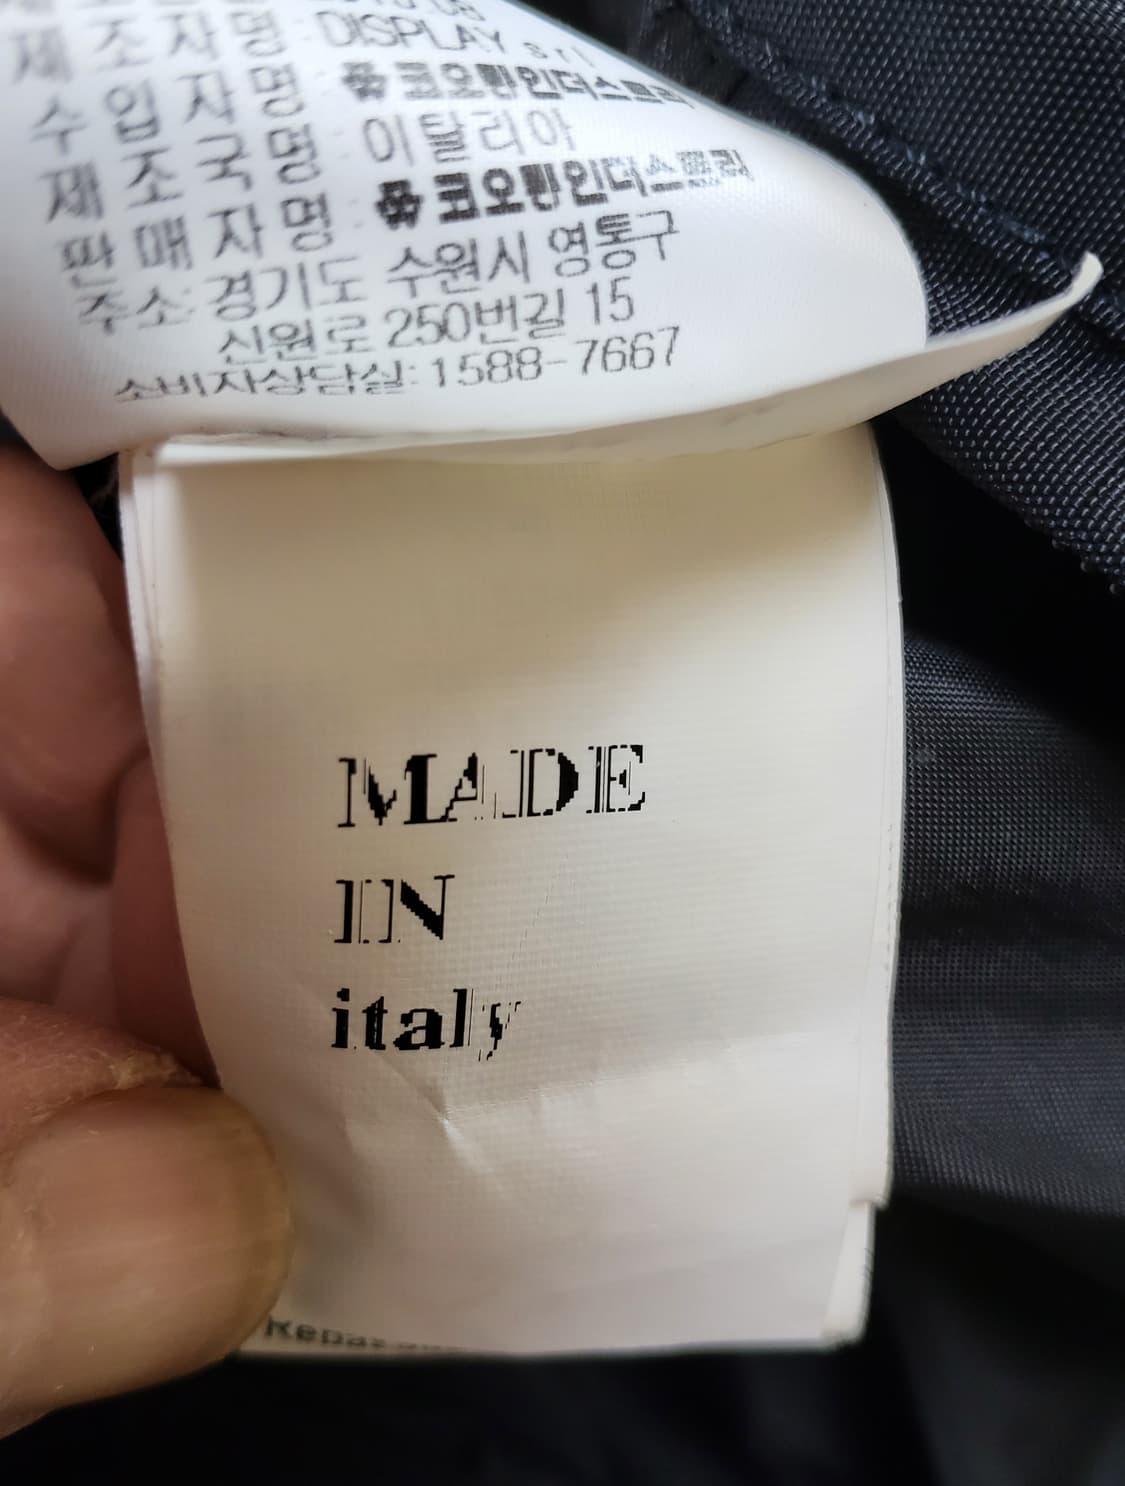 제 조 자 명 : DISPLAY srl
수 입 자 명 : 코오롱인더스트리
제 조 국 명 : 이탈리아
판 매 자 명 : 코오롱인더스트리
주소: 경기도 수원시 영통구
신원로 250번길 15
소비자상담실: 1588-7667
MADE
IN
italy